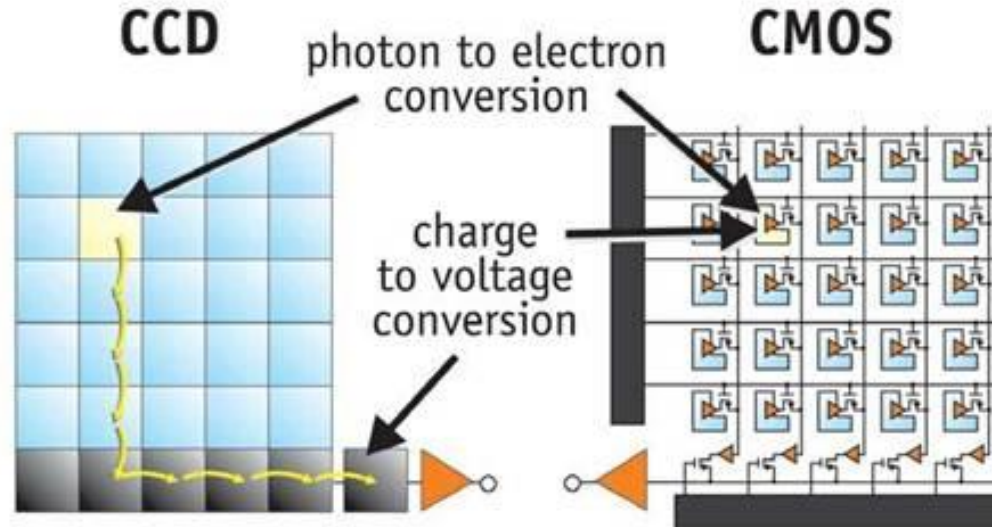 CCD
CMOS
photon to electron
conversion
charge
to voltage
conversion